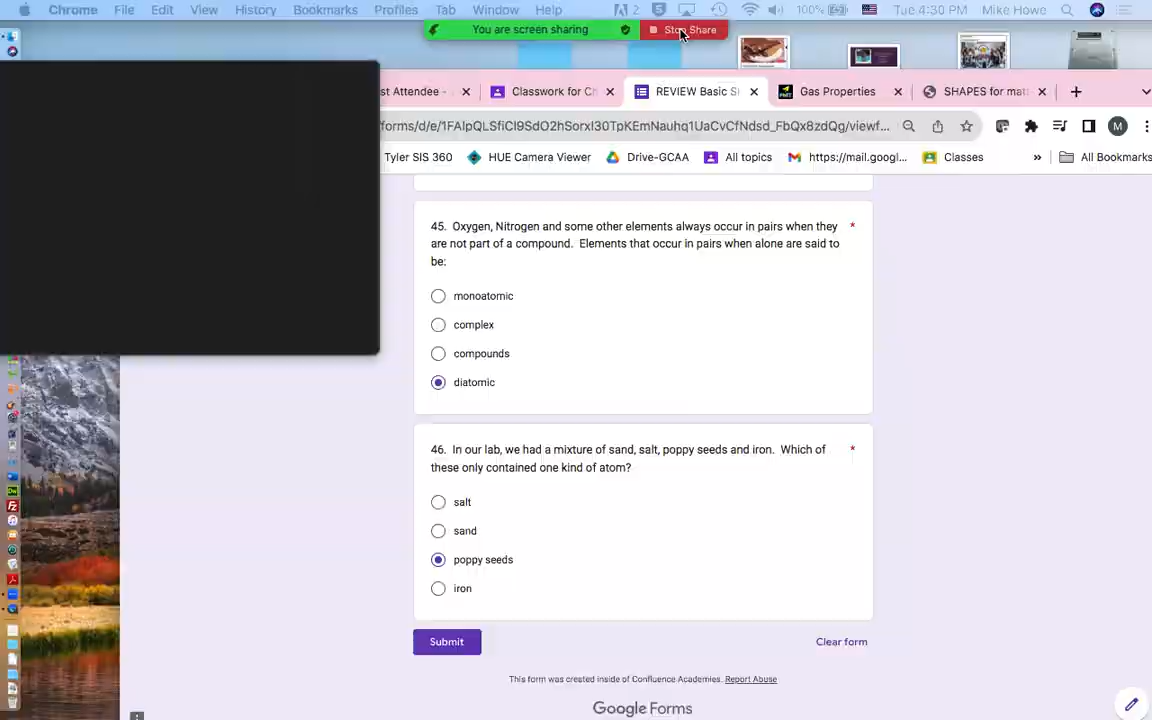 Chrome File Edit View History Bookmarks Profiles Tab Window Help 2 5 100% Tue 4:30 PM Mike Howe
You are screen sharing Stop Share
st Attendee - Classwork for Ch REVIEW Basic S Gas Properties SHAPES for mat
forms/d/e/1FAIpQLSfiCl9SdO2hSorxI30TpKEmNauhq1UaCvCfNdsd_FbQx8zdQg/viewf...
Tyler SIS 360 HUE Camera Viewer Drive-GCAA All topics https://mail.googl... Classes » All Bookmarks
45. Oxygen, Nitrogen and some other elements always occur in pairs when they *
are not part of a compound. Elements that occur in pairs when alone are said to
be:
monoatomic
complex
compounds
diatomic
46. In our lab, we had a mixture of sand, salt, poppy seeds and iron. Which of *
these only contained one kind of atom?
salt
sand
poppy seeds
iron
Submit Clear form
This form was created inside of Confluence Academies. Report Abuse
Google Forms